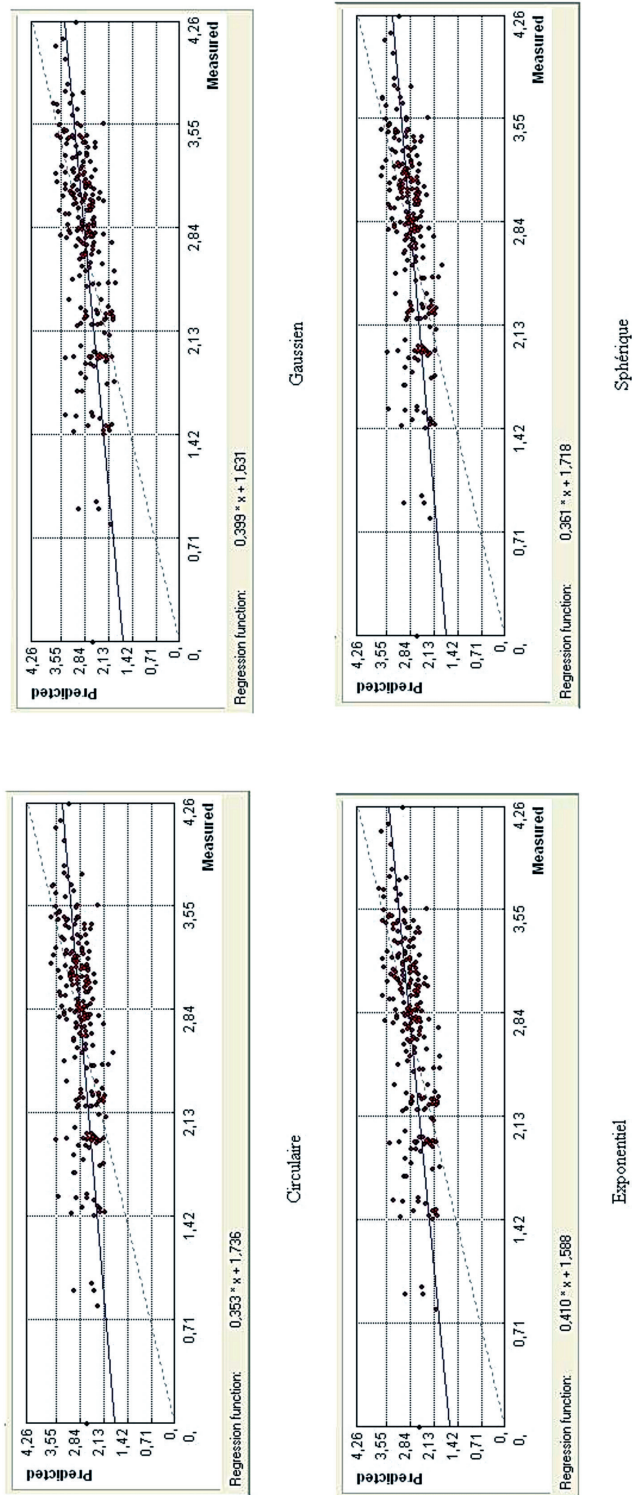 Predicted
4,26
3,55
2,84
2,13
1,42
0,71
0,
0,
0,71
1,42
2,13
2,84
3,55
4,26
Measured
Regression function:
0,353 * x + 1,736
Circulaire
Predicted
4,26
3,55
2,84
2,13
1,42
0,71
0,
0,
0,71
1,42
2,13
2,84
3,55
4,26
Measured
Regression function:
0,399 * x + 1,631
Gaussien
Predicted
4,26
3,55
2,84
2,13
1,42
0,71
0,
0,
0,71
1,42
2,13
2,84
3,55
4,26
Measured
Regression function:
0,410 * x + 1,588
Exponentiel
Predicted
4,26
3,55
2,84
2,13
1,42
0,71
0,
0,
0,71
1,42
2,13
2,84
3,55
4,26
Measured
Regression function:
0,361 * x + 1,718
Sphérique